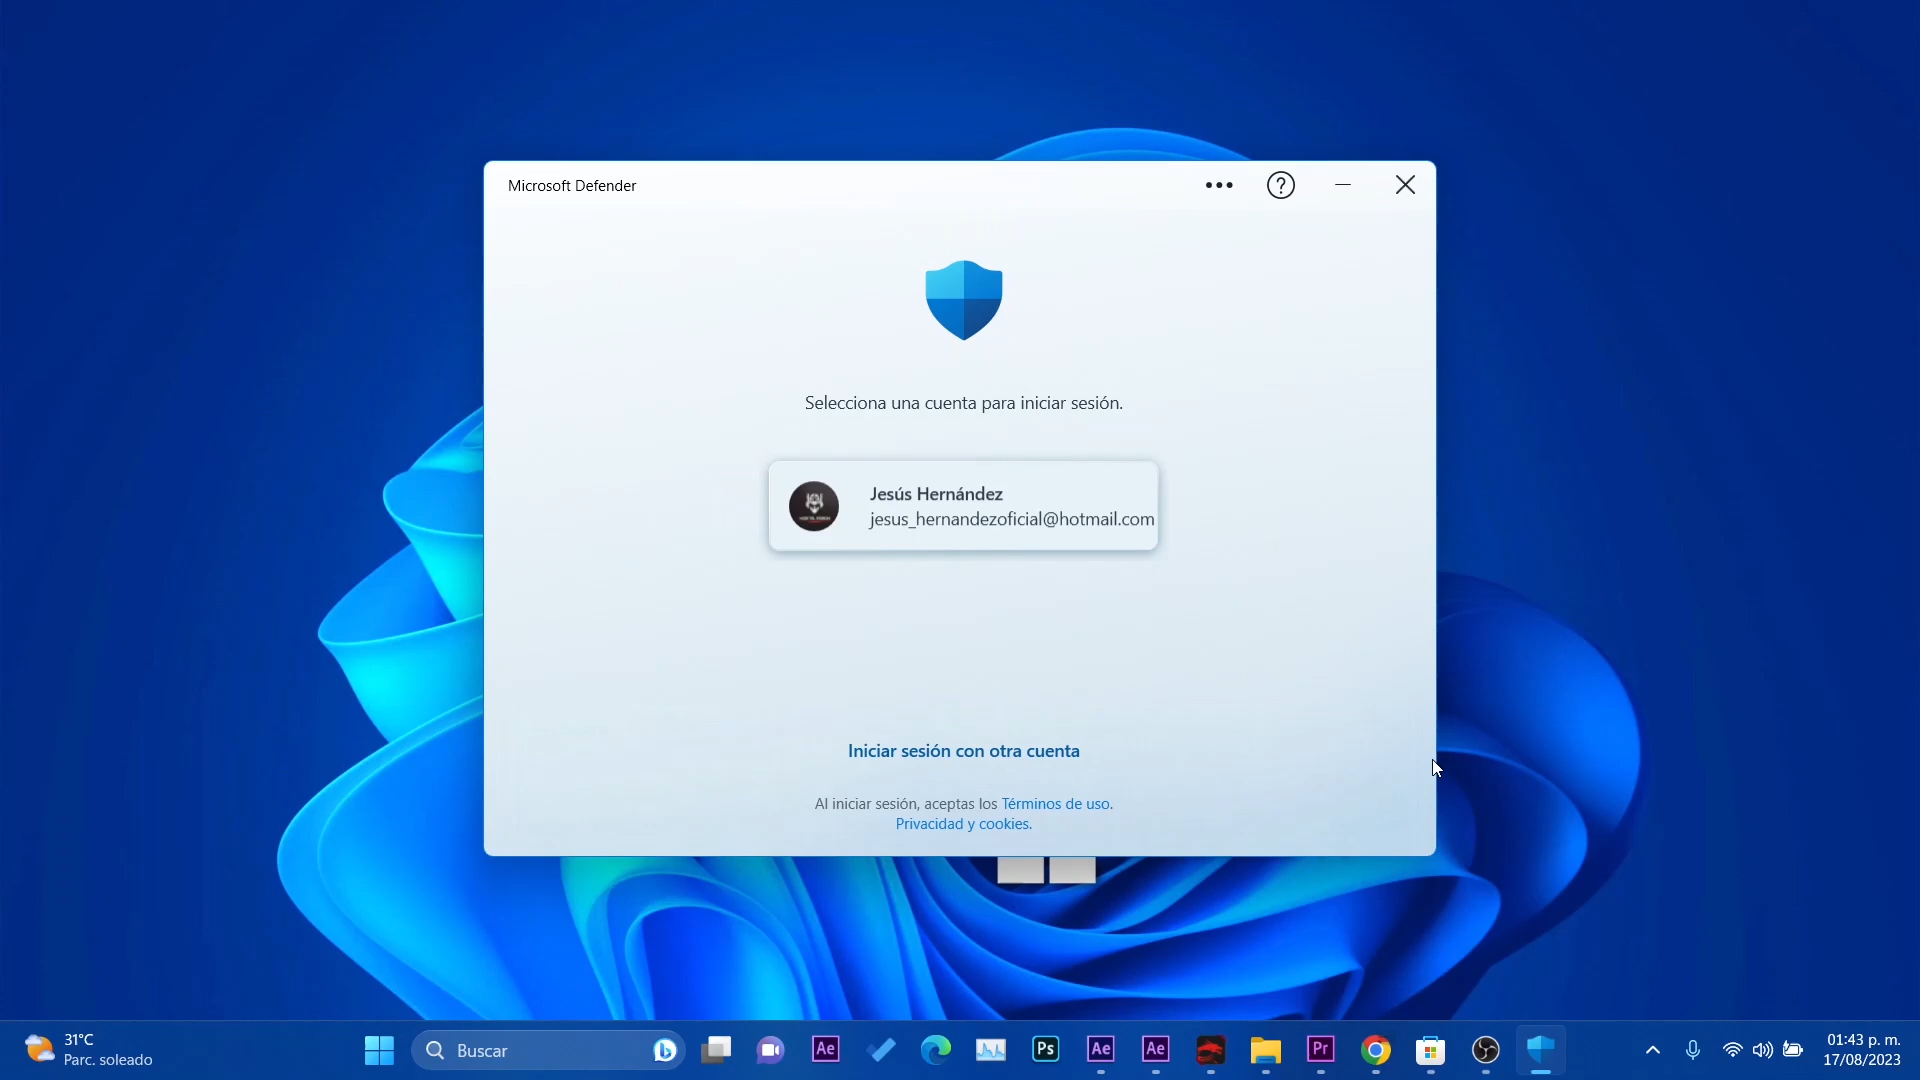 Microsoft Defender
Selecciona una cuenta para iniciar sesión.
Jesús Hernández
jesus_hernandezoficial@hotmail.com
Iniciar sesión con otra cuenta
Al iniciar sesión, aceptas los Términos de uso.
Privacidad y cookies.
31°C
Parc. soleado
Buscar
Ae
Ps
Ae
Ae
Pr
01:43 p. m.
17/08/2023